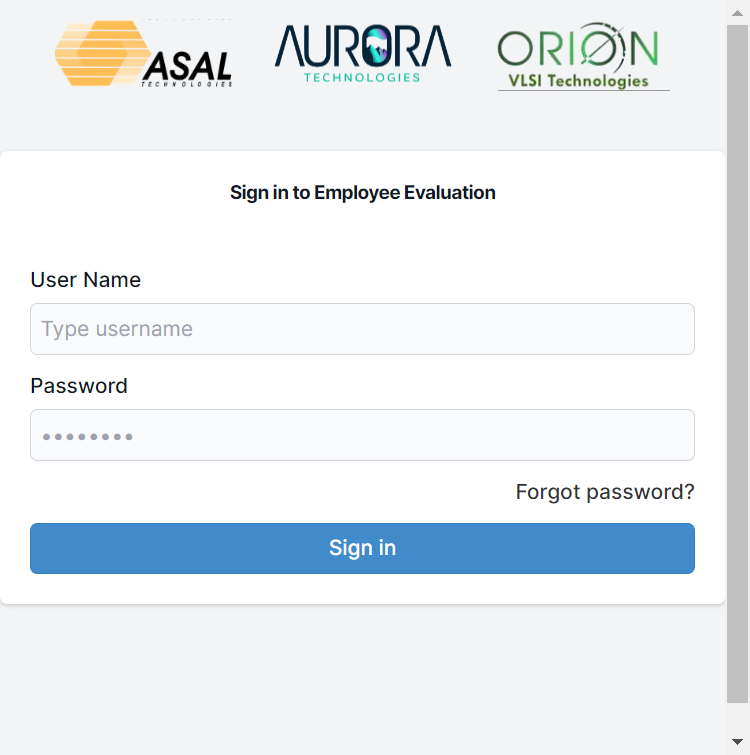 ASAL
TECHNOLOGIES
AURORA
TECHNOLOGIES
ORION
VLSI Technologies
Sign in to Employee Evaluation
User Name
Type username
Password
••••••••
Forgot password?
Sign in